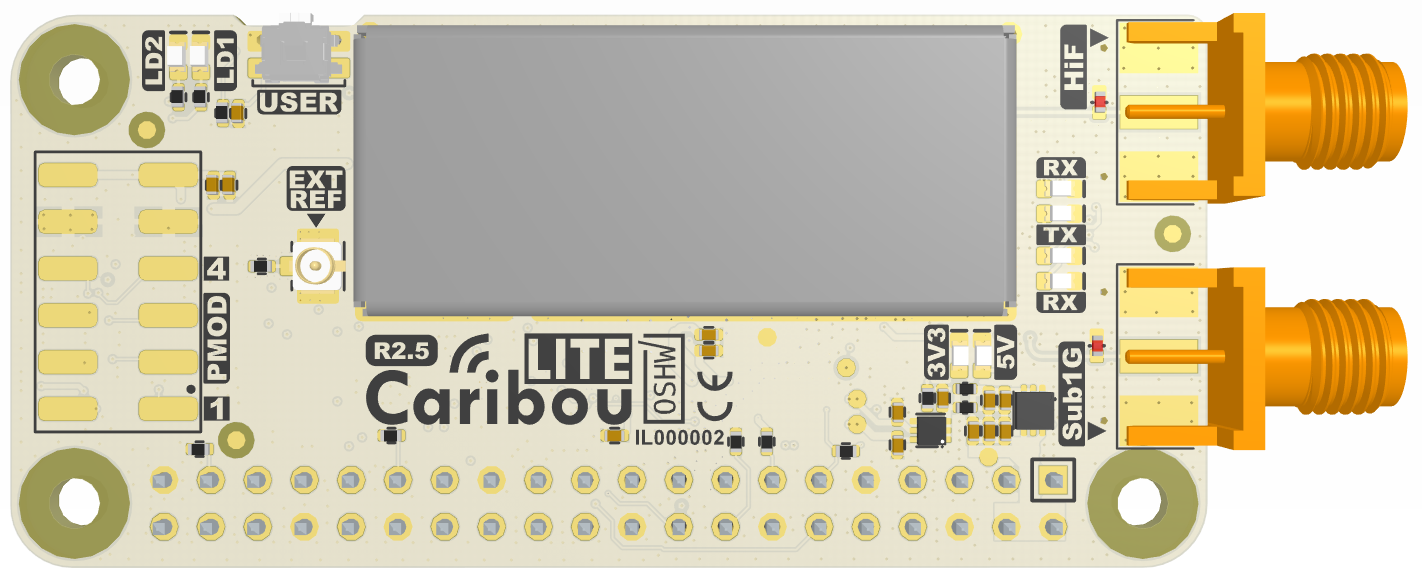 LD2
LD1
USER
HiF
EXT
REF
RX
TX
RX
4
PMOD
1
R2.5
Caribou
LITE
OSHW
CE
IL000002
3V3
5V
Sub1G